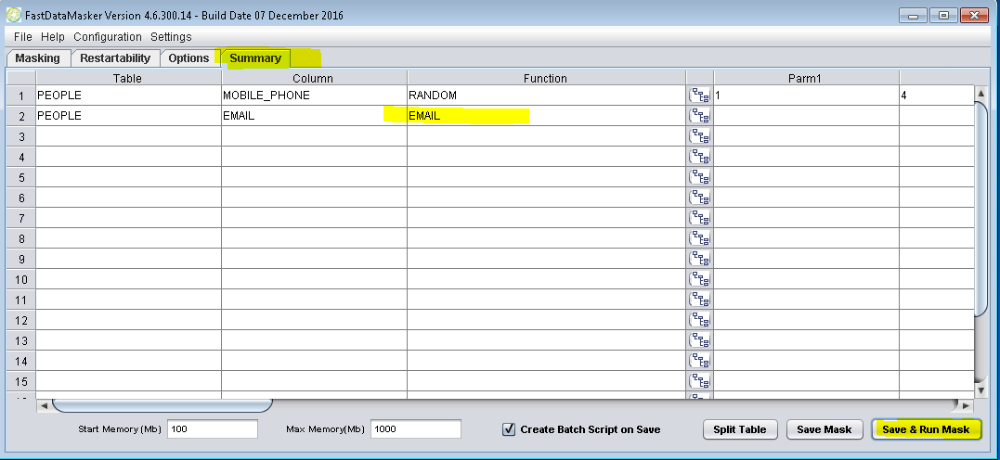 FastDataMasker Version 4.6.300.14 - Build Date 07 December 2016
File Help Configuration Settings
Masking Restartability Options Summary
Table Column Function Parm1
1 PEOPLE MOBILE_PHONE RANDOM 1 4
2 PEOPLE EMAIL EMAIL
3
4
5
6
7
8
9
10
11
12
13
14
15
Start Memory (Mb) 100 Max Memory(Mb) 1000 Create Batch Script on Save Split Table Save Mask Save & Run Mask